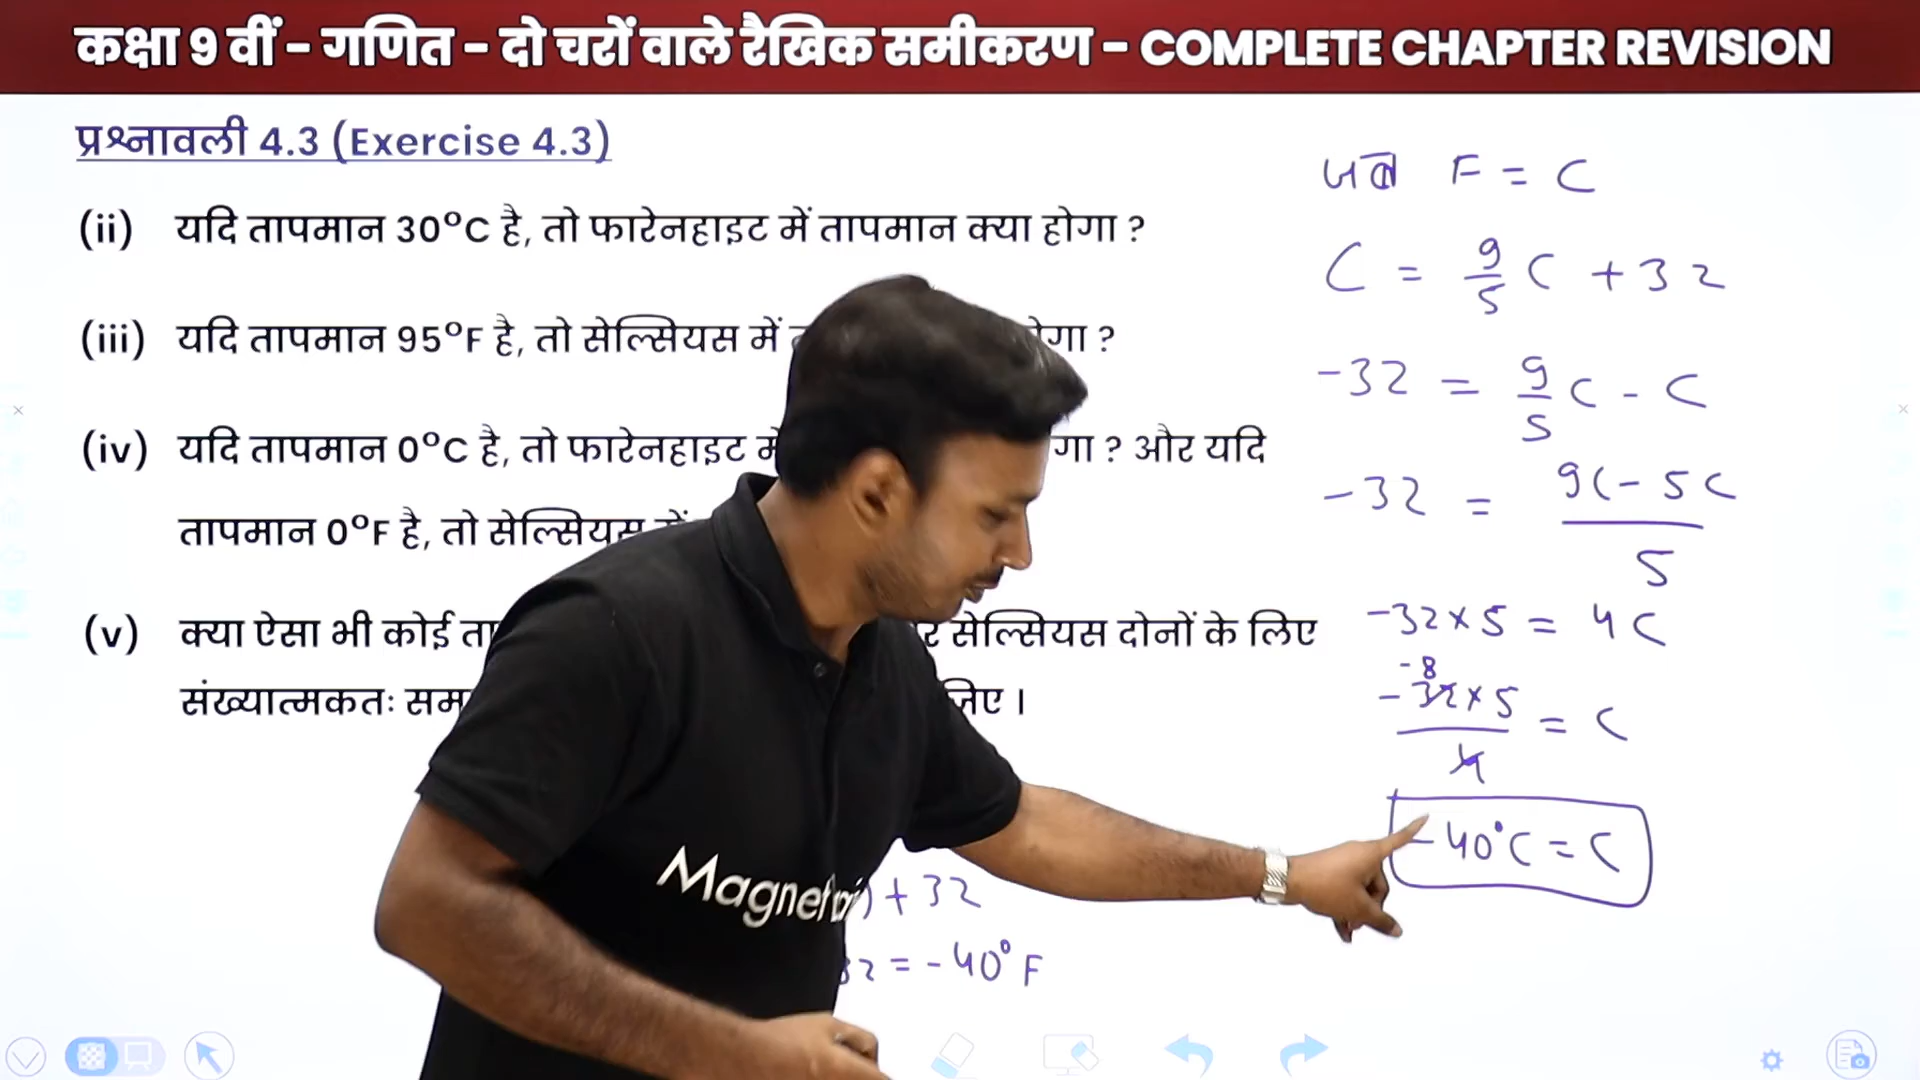 कक्षा 9 वीं – गणित – दो चरों वाले रैखिक समीकरण – COMPLETE CHAPTER REVISION
प्रश्नावली 4.3 (Exercise 4.3)
(ii) यदि तापमान 30°C है, तो फारेनहाइट में तापमान क्या होगा ?
(iii) यदि तापमान 95°F है, तो सेल्सियस में
(iv) यदि तापमान 0°C है, तो फारेनहाइट में ? और यदि
तापमान 0°F है, तो सेल्सियस में
(v) क्या ऐसा भी कोई सेल्सियस दोनों के लिए
संख्यात्मकतः
जब F = C
C = 9/5 C + 32
-32 = 9/5 C - C
-32 = 9C - 5C / 5
-32 × 5 = 4C
-8
-32 × 5 / 4 = C
-40°C = C
) + 32
32 = -40°F